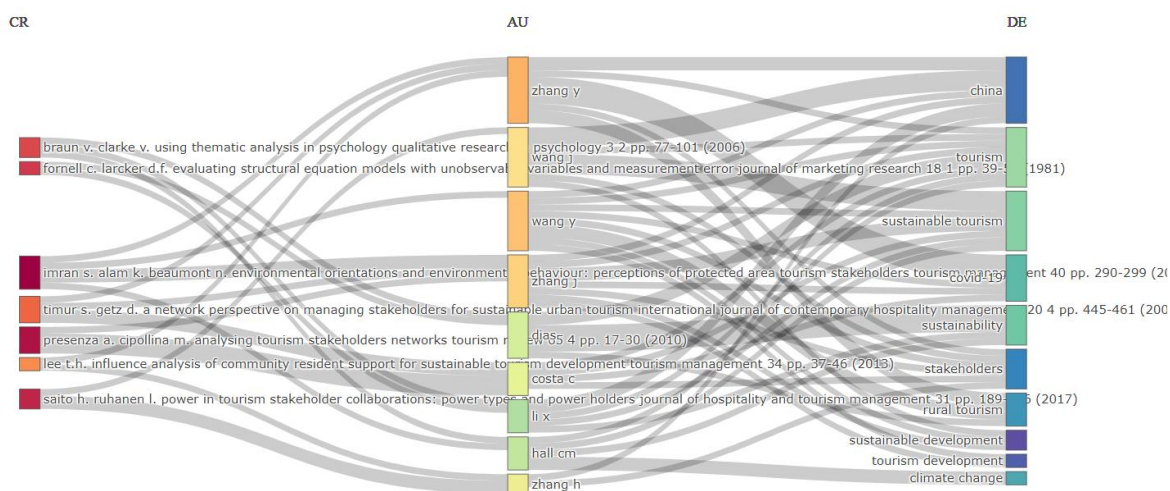 CR AU DE
zhang y
china
braun v. clarke v. using thematic analysis in psychology qualitative research psychology 3 2 pp. 77-101 (2006)
wang j
tourism
fornell c. larcker d.f. evaluating structural equation models with unobservable variables and measurement error journal of marketing research 18 1 pp. 39- (1981)
wang y
sustainable tourism
imran s. alam k. beaumont n. environmental orientations and environment behaviour: perceptions of protected area tourism stakeholders tourism management 40 pp. 290-299
zhang j
covid-19
timur s. getz d. a network perspective on managing stakeholders for sustainable urban tourism international journal of contemporary hospitality 20 4 pp. 445-461
sustainability
dias
presenza a. cipollina m. analysing tourism stakeholders networks tourism 65 4 pp. 17-30 (2010)
lee t.h. influence analysis of community resident support for sustainable tourism development tourism management 34 pp. 37-46 (2013)
stakeholders
costa c
saito h. ruhanen l. power in tourism stakeholder collaborations: power types and power holders journal of hospitality and tourism management 31 pp. (2017)
li x
rural tourism
hall cm
sustainable development
tourism development
zhang h
climate change